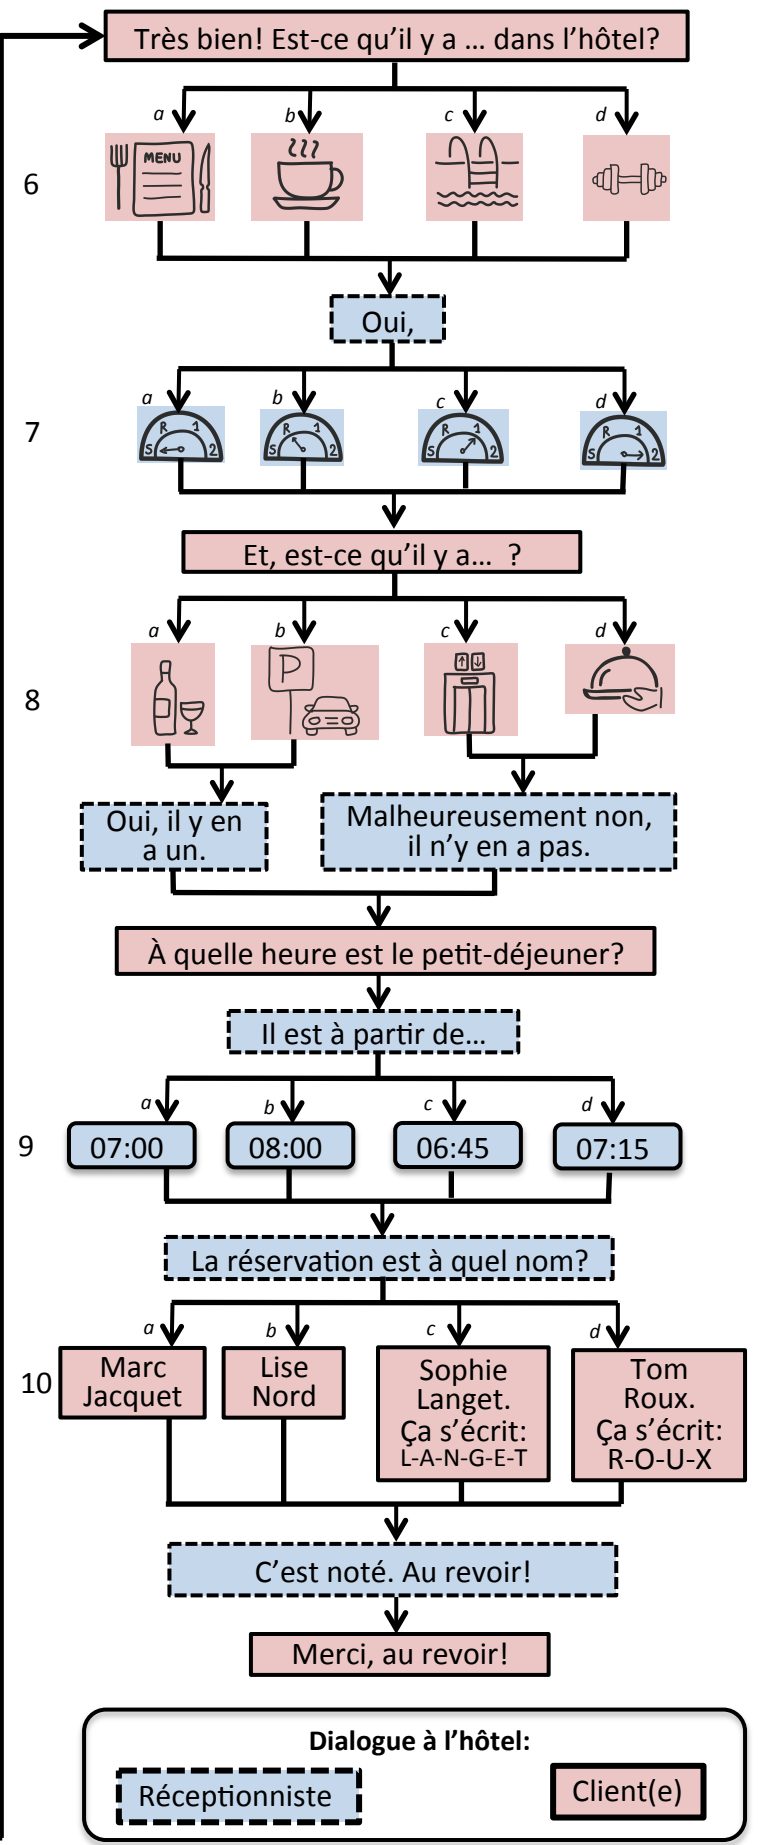 Très bien! Est-ce qu'il y a ... dans l'hôtel?
a b c d
6
MENU
Oui,
a b c d
7
S R 1 2
S R 1 2
S R 1 2
S R 1 2
Et, est-ce qu'il y a... ?
a b c d
8
P
Oui, il y en
a un.
Malheureusement non,
il n'y en a pas.
À quelle heure est le petit-déjeuner?
Il est à partir de...
a b c d
9 07:00 08:00 06:45 07:15
La réservation est à quel nom?
a b c d
10
Marc
Jacquet
Lise
Nord
Sophie
Langet.
Ça s'écrit:
L-A-N-G-E-T
Tom
Roux.
Ça s'écrit:
R-O-U-X
C'est noté. Au revoir!
Merci, au revoir!
Dialogue à l'hôtel:
Réceptionniste
Client(e)